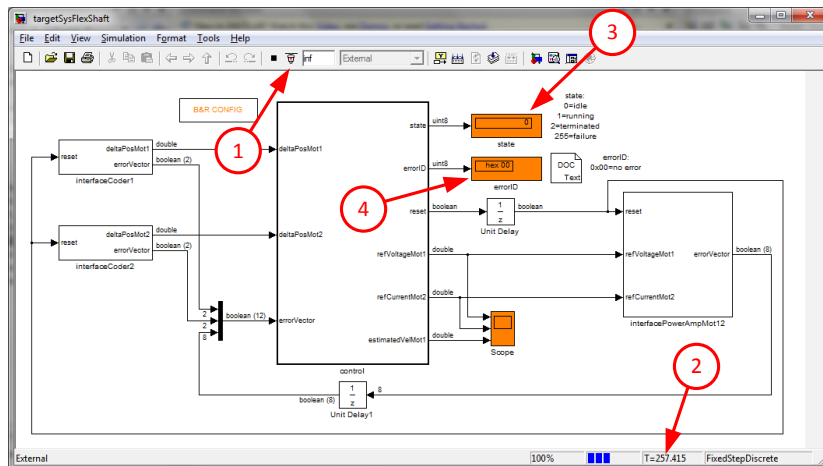 targetSysFlexShaft
File Edit View Simulation Format Tools Help
inf
External
3
1
B&R CONFIG
state:
0=idle
1=running
2=terminated
255=failure
state
uint8
0
state
deltaPosMot1
double
reset
errorVector
boolean (2)
interfaceCoder1
deltaPosMot1
errorID
uint8
hex 00
errorID
DOC
Text
errorID:
0x00=no error
4
reset
boolean
1
z
Unit Delay
boolean
reset
deltaPosMot2
double
reset
errorVector
boolean (2)
interfaceCoder2
deltaPosMot2
refVoltageMot1
double
refVoltageMot1
errorVector
boolean (8)
refCurrentMot2
double
refCurrentMot2
interfacePowerAmpMot12
2
2
8
boolean (12)
errorVector
estimatedVelMot1
double
Scope
control
boolean (8)
1
z
8
Unit Delay1
2
External
100%
T=257.415
FixedStepDiscrete